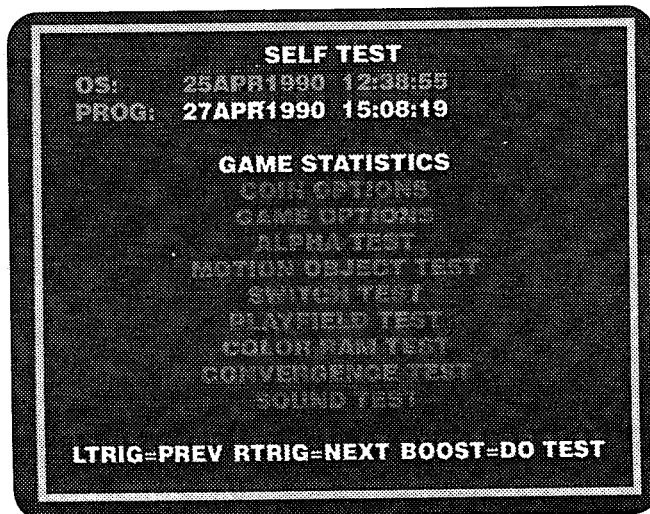 SELF TEST
OS: 25APR1990 12:38:55
PROG: 27APR1990 15:08:19
GAME STATISTICS
COIN OPTIONS
GAME OPTIONS
ALPHA TEST
MOTION OBJECT TEST
SWITCH TEST
PLAYFIELD TEST
COLOR RAM TEST
CONVERGENCE TEST
SOUND TEST
LTRIG=PREV RTRIG=NEXT BOOST=DO TEST